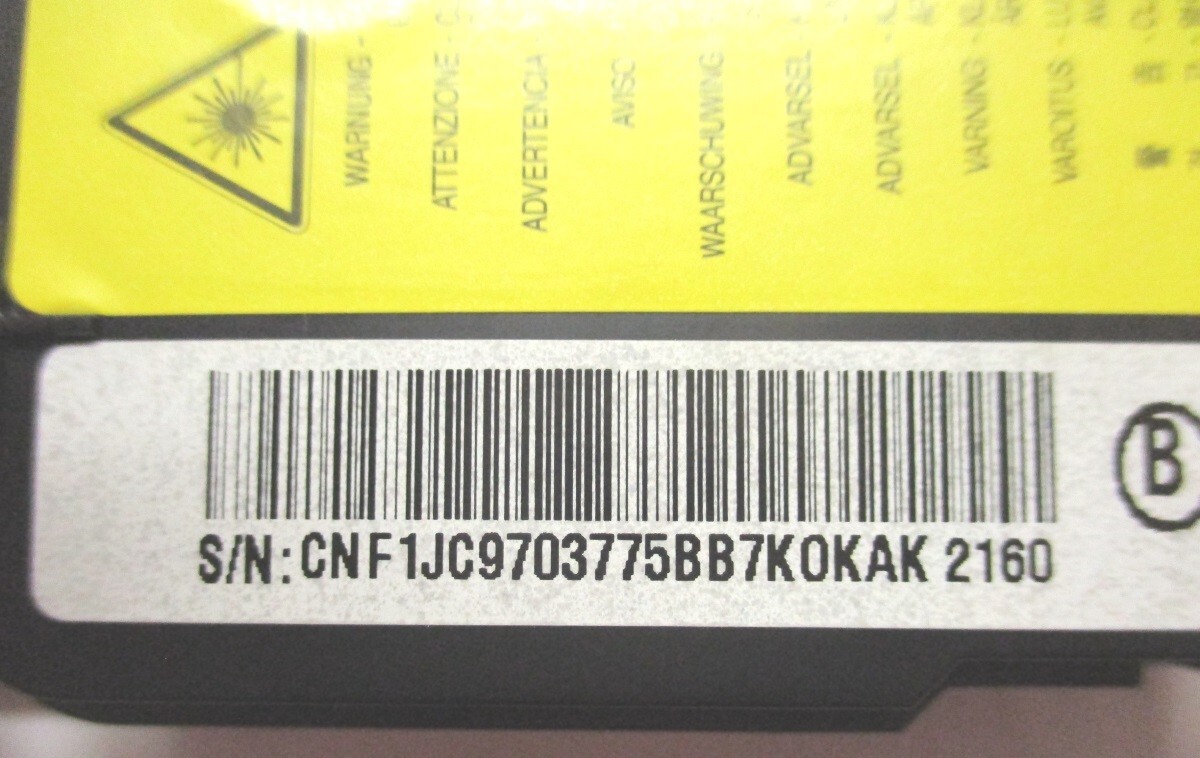 WARNUNG -
ATTENZIONE -
ADVERTENCIA
AVISO
WAARSCHUWING
ADVARSEL -
ADVARSEL -
VARNING -
VAROITUS -
S/N:CNF1JC9703775BB7K0KAK 2160
B